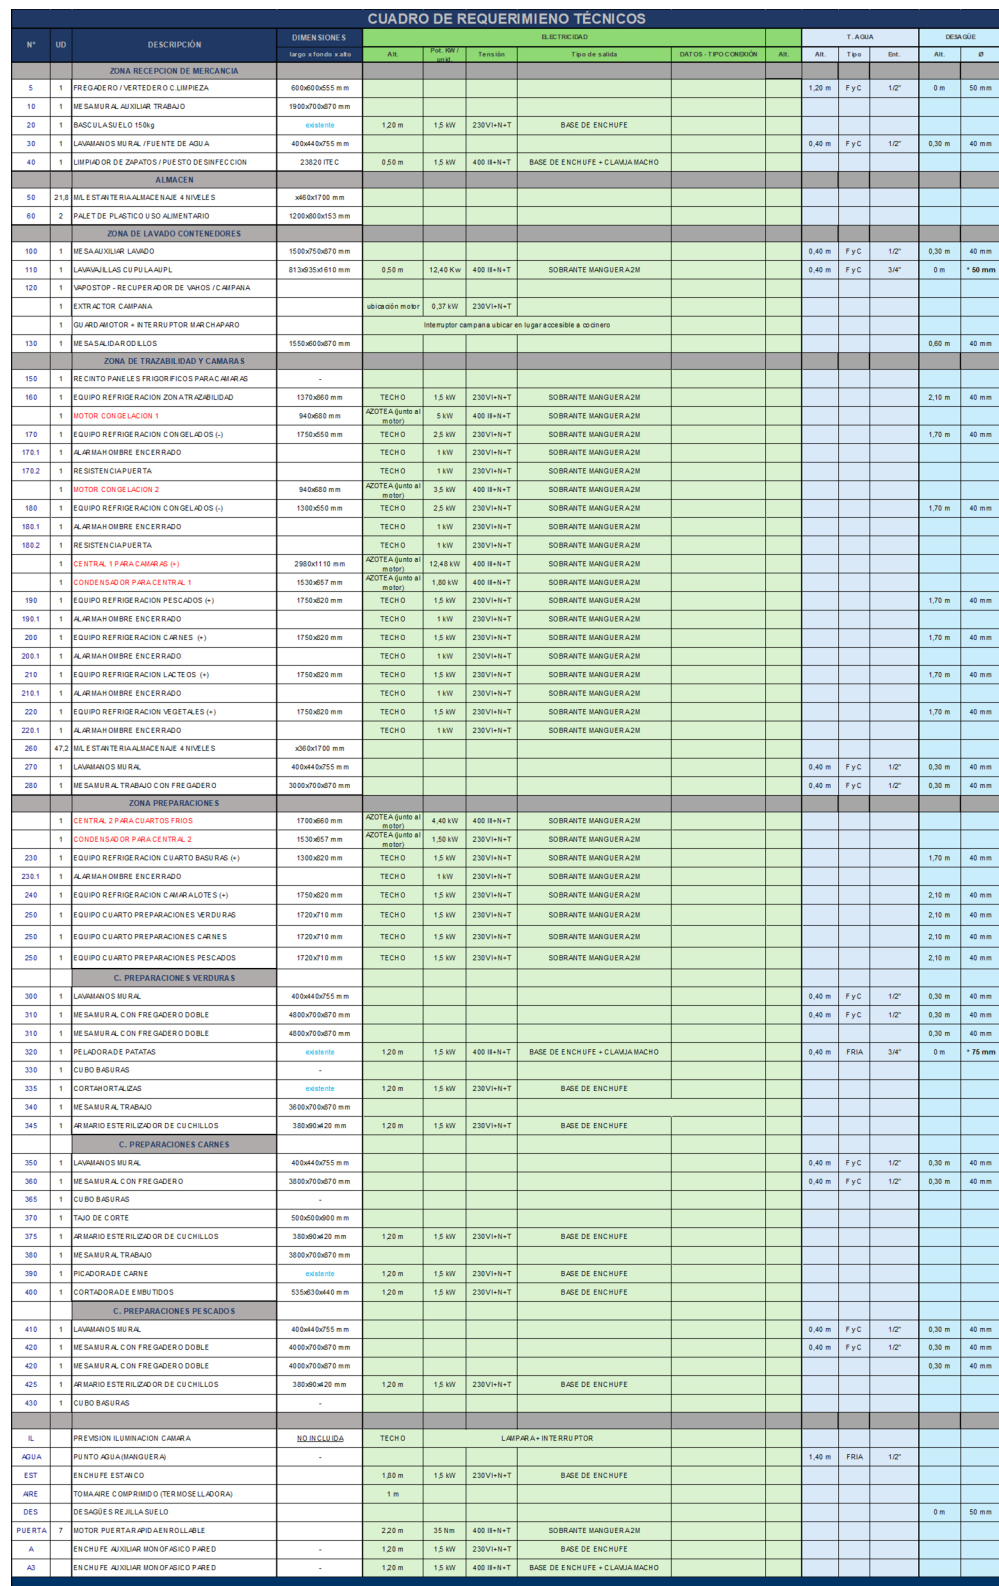 CUADRO DE REQUERIMIENO TÉCNICOS
N° UD DESCRIPCIÓN DIMENSIONES ELECTRICIDAD T. AGUA DESAGÜE
largo x fondo x alto Alt. Pot. KW / unid. Tensión Tipo de salida DATOS - TIPO CONEXIÓN Alt. Alt. Tipo Ent. Alt. Ø
ZONA RECEPCION DE MERCANCIA
5 1 FREGADERO / VERTEDERO C.LIMPIEZA 600x600x555 mm 1,20 m F y C 1/2" 0 m 50 mm
10 1 MESA MURAL AUXILIAR TRABAJO 1900x700x870 mm
20 1 BASCULA SUELO 150kg existente 1,20 m 1,5 kW 230V I+N+T BASE DE ENCHUFE
30 1 LAVAMANOS MURAL / FUENTE DE AGUA 400x440x755 mm 0,40 m F y C 1/2" 0,30 m 40 mm
40 1 LIMPIADOR DE ZAPATOS / PUESTO DESINFECCION 23820 ITEC 0,50 m 1,5 kW 400 III+N+T BASE DE ENCHUFE + CLAVIJA MACHO
ALMACEN
50 21,8 M/L ESTANTERIA ALMACENAJE 4 NIVELES x460x1700 mm
60 2 PALET DE PLASTICO USO ALIMENTARIO 1200x800x153 mm
ZONA DE LAVADO CONTENEDORES
100 1 MESA AUXILIAR LAVADO 1500x750x870 mm 0,40 m F y C 1/2" 0,30 m 40 mm
110 1 LAVAVAJILLAS CUPULA AUPL 813x935x1610 mm 0,50 m 12,40 Kw 400 III+N+T SOBRANTE MANGUERA 2M 0,40 m F y C 3/4" 0 m * 50 mm
120 1 VAPOSTOP - RECUPERADOR DE VAHOS / CAMPANA
1 EXTRACTOR CAMPANA ubicación motor 0,37 kW 230V I+N+T
1 GUARDAMOTOR + INTERRUPTOR MARCHA PARO Interruptor campana ubicar en lugar accesible a cocinero
130 1 MESA SALIDA RODILLOS 1550x600x870 mm 0,60 m 40 mm
ZONA DE TRAZABILIDAD Y CAMARAS
150 1 RECINTO PANELES FRIGORIFICOS PARA CAMARAS -
160 1 EQUIPO REFRIGERACION ZONA TRAZABILIDAD 1370x860 mm TECHO 1,5 kW 230V I+N+T SOBRANTE MANGUERA 2M 2,10 m 40 mm
1 MOTOR CONGELACION 1 940x680 mm AZOTEA (junto al motor) 5 kW 400 III+N+T SOBRANTE MANGUERA 2M
170 1 EQUIPO REFRIGERACION CONGELADOS (-) 1750x550 mm TECHO 2,5 kW 230V I+N+T SOBRANTE MANGUERA 2M 1,70 m 40 mm
170.1 1 ALARMA HOMBRE ENCERRADO TECHO 1 kW 230V I+N+T SOBRANTE MANGUERA 2M
170.2 1 RESISTENCIA PUERTA TECHO 1 kW 230V I+N+T SOBRANTE MANGUERA 2M
1 MOTOR CONGELACION 2 940x680 mm AZOTEA (junto al motor) 3,5 kW 400 III+N+T SOBRANTE MANGUERA 2M
180 1 EQUIPO REFRIGERACION CONGELADOS (-) 1300x550 mm TECHO 2,5 kW 230V I+N+T SOBRANTE MANGUERA 2M 1,70 m 40 mm
180.1 1 ALARMA HOMBRE ENCERRADO TECHO 1 kW 230V I+N+T SOBRANTE MANGUERA 2M
180.2 1 RESISTENCIA PUERTA TECHO 1 kW 230V I+N+T SOBRANTE MANGUERA 2M
1 CENTRAL 1 PARA CAMARAS (+) 2980x1110 mm AZOTEA (junto al motor) 12,48 kW 400 III+N+T SOBRANTE MANGUERA 2M
1 CONDENSADOR PARA CENTRAL 1 1530x657 mm AZOTEA (junto al motor) 1,80 kW 400 III+N+T SOBRANTE MANGUERA 2M
190 1 EQUIPO REFRIGERACION PESCADOS (+) 1750x820 mm TECHO 1,5 kW 230V I+N+T SOBRANTE MANGUERA 2M 1,70 m 40 mm
190.1 1 ALARMA HOMBRE ENCERRADO TECHO 1 kW 230V I+N+T SOBRANTE MANGUERA 2M
200 1 EQUIPO REFRIGERACION CARNES (+) 1750x820 mm TECHO 1,5 kW 230V I+N+T SOBRANTE MANGUERA 2M 1,70 m 40 mm
200.1 1 ALARMA HOMBRE ENCERRADO TECHO 1 kW 230V I+N+T SOBRANTE MANGUERA 2M
210 1 EQUIPO REFRIGERACION LACTEOS (+) 1750x820 mm TECHO 1,5 kW 230V I+N+T SOBRANTE MANGUERA 2M 1,70 m 40 mm
210.1 1 ALARMA HOMBRE ENCERRADO TECHO 1 kW 230V I+N+T SOBRANTE MANGUERA 2M
220 1 EQUIPO REFRIGERACION VEGETALES (+) 1750x820 mm TECHO 1,5 kW 230V I+N+T SOBRANTE MANGUERA 2M 1,70 m 40 mm
220.1 1 ALARMA HOMBRE ENCERRADO TECHO 1 kW 230V I+N+T SOBRANTE MANGUERA 2M
260 47,2 M/L ESTANTERIA ALMACENAJE 4 NIVELES x360x1700 mm
270 1 LAVAMANOS MURAL 400x440x755 mm 0,40 m F y C 1/2" 0,30 m 40 mm
280 1 MESA MURAL TRABAJO CON FREGADERO 3000x700x870 mm 0,40 m F y C 1/2" 0,30 m 40 mm
ZONA PREPARACIONES
1 CENTRAL 2 PARA CUARTOS FRIOS 1700x660 mm AZOTEA (junto al motor) 4,40 kW 400 III+N+T SOBRANTE MANGUERA 2M
1 CONDENSADOR PARA CENTRAL 2 1530x657 mm AZOTEA (junto al motor) 1,50 kW 400 III+N+T SOBRANTE MANGUERA 2M
230 1 EQUIPO REFRIGERACION CUARTO BASURAS (+) 1300x820 mm TECHO 1,5 kW 230V I+N+T SOBRANTE MANGUERA 2M 1,70 m 40 mm
230.1 1 ALARMA HOMBRE ENCERRADO TECHO 1 kW 230V I+N+T SOBRANTE MANGUERA 2M
240 1 EQUIPO REFRIGERACION CAMARA LOTES (+) 1750x820 mm TECHO 1,5 kW 230V I+N+T SOBRANTE MANGUERA 2M 2,10 m 40 mm
250 1 EQUIPO CUARTO PREPARACIONES VERDURAS 1720x710 mm TECHO 1,5 kW 230V I+N+T SOBRANTE MANGUERA 2M 2,10 m 40 mm
250 1 EQUIPO CUARTO PREPARACIONES CARNES 1720x710 mm TECHO 1,5 kW 230V I+N+T SOBRANTE MANGUERA 2M 2,10 m 40 mm
250 1 EQUIPO CUARTO PREPARACIONES PESCADOS 1720x710 mm TECHO 1,5 kW 230V I+N+T SOBRANTE MANGUERA 2M 2,10 m 40 mm
C. PREPARACIONES VERDURAS
300 1 LAVAMANOS MURAL 400x440x755 mm 0,40 m F y C 1/2" 0,30 m 40 mm
310 1 MESA MURAL CON FREGADERO DOBLE 4800x700x870 mm 0,40 m F y C 1/2" 0,30 m 40 mm
310 1 MESA MURAL CON FREGADERO DOBLE 4800x700x870 mm 0,30 m 40 mm
320 1 PELADORA DE PATATAS existente 1,20 m 1,5 kW 400 III+N+T BASE DE ENCHUFE + CLAVIJA MACHO 0,40 m FRIA 3/4" 0 m * 75 mm
330 1 CUBO BASURAS -
335 1 CORTAHORTALIZAS existente 1,20 m 1,5 kW 230V I+N+T BASE DE ENCHUFE
340 1 MESA MURAL TRABAJO 3600x700x870 mm
345 1 ARMARIO ESTERILIZADOR DE CUCHILLOS 380x90x420 mm 1,20 m 1,5 kW 230V I+N+T BASE DE ENCHUFE
C. PREPARACIONES CARNES
350 1 LAVAMANOS MURAL 400x440x755 mm 0,40 m F y C 1/2" 0,30 m 40 mm
360 1 MESA MURAL CON FREGADERO 3800x700x870 mm 0,40 m F y C 1/2" 0,30 m 40 mm
365 1 CUBO BASURAS -
370 1 TAJO DE CORTE 500x500x900 mm
375 1 ARMARIO ESTERILIZADOR DE CUCHILLOS 380x90x420 mm 1,20 m 1,5 kW 230V I+N+T BASE DE ENCHUFE
380 1 MESA MURAL TRABAJO 3800x700x870 mm
390 1 PICADORA DE CARNE existente 1,20 m 1,5 kW 230V I+N+T BASE DE ENCHUFE
400 1 CORTADORA DE EMBUTIDOS 535x630x440 mm 1,20 m 1,5 kW 230V I+N+T BASE DE ENCHUFE
C. PREPARACIONES PESCADOS
410 1 LAVAMANOS MURAL 400x440x755 mm 0,40 m F y C 1/2" 0,30 m 40 mm
420 1 MESA MURAL CON FREGADERO DOBLE 4000x700x870 mm 0,40 m F y C 1/2" 0,30 m 40 mm
420 1 MESA MURAL CON FREGADERO DOBLE 4000x700x870 mm 0,30 m 40 mm
425 1 ARMARIO ESTERILIZADOR DE CUCHILLOS 380x90x420 mm 1,20 m 1,5 kW 230V I+N+T BASE DE ENCHUFE
430 1 CUBO BASURAS -
IL PREVISION ILUMINACION CAMARA NO INCLUIDA TECHO LAMPARA + INTERRUPTOR
AGUA PUNTO AGUA (MANGUERA) - 1,40 m FRIA 1/2"
EST ENCHUFE ESTANCO 1,80 m 1,5 kW 230V I+N+T BASE DE ENCHUFE
AIRE TOMA AIRE COMPRIMIDO (TERMOSELLADORA) 1 m
DES DESAGÜES REJILLA SUELO 0 m 50 mm
PUERTA 7 MOTOR PUERTA RAPIDA ENROLLABLE 2,20 m 35 Nm 400 III+N+T SOBRANTE MANGUERA 2M
A ENCHUFE AUXILIAR MONOFASICO PARED - 1,20 m 1,5 kW 230V I+N+T BASE DE ENCHUFE
A3 ENCHUFE AUXILIAR MONOFASICO PARED - 1,20 m 1,5 kW 400 III+N+T BASE DE ENCHUFE + CLAVIJA MACHO